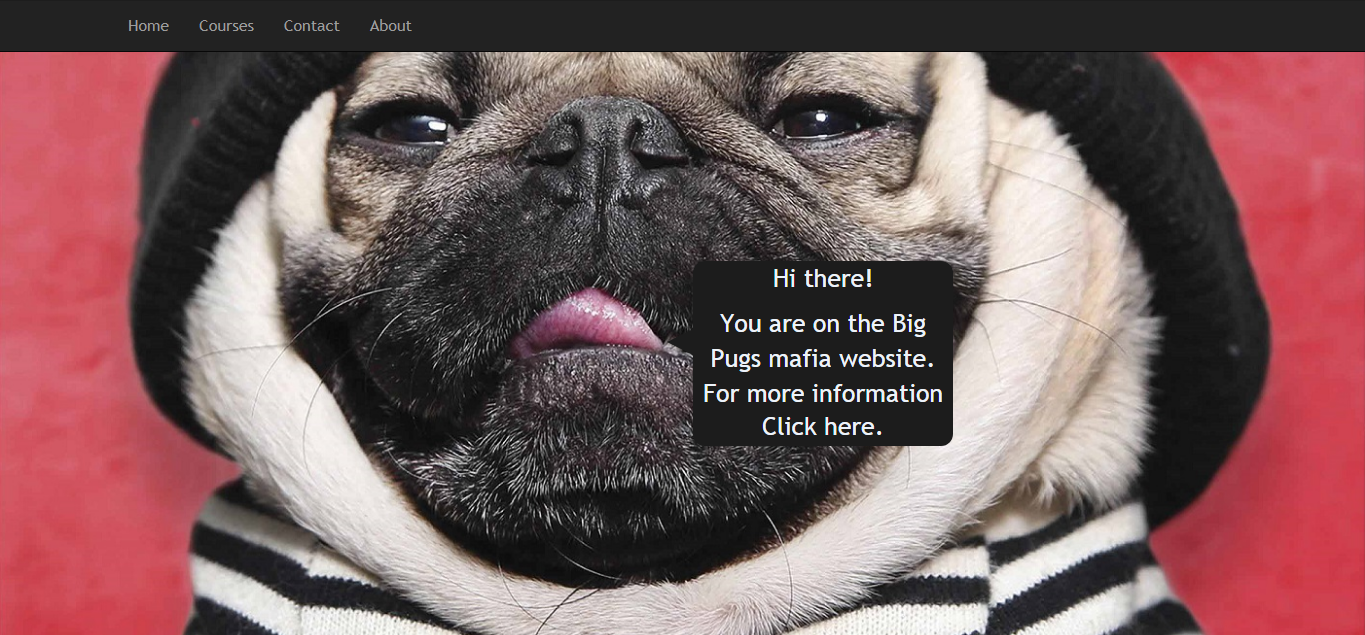 Home Courses Contact About
Hi there!
You are on the Big
Pugs mafia website.
For more information
Click here.